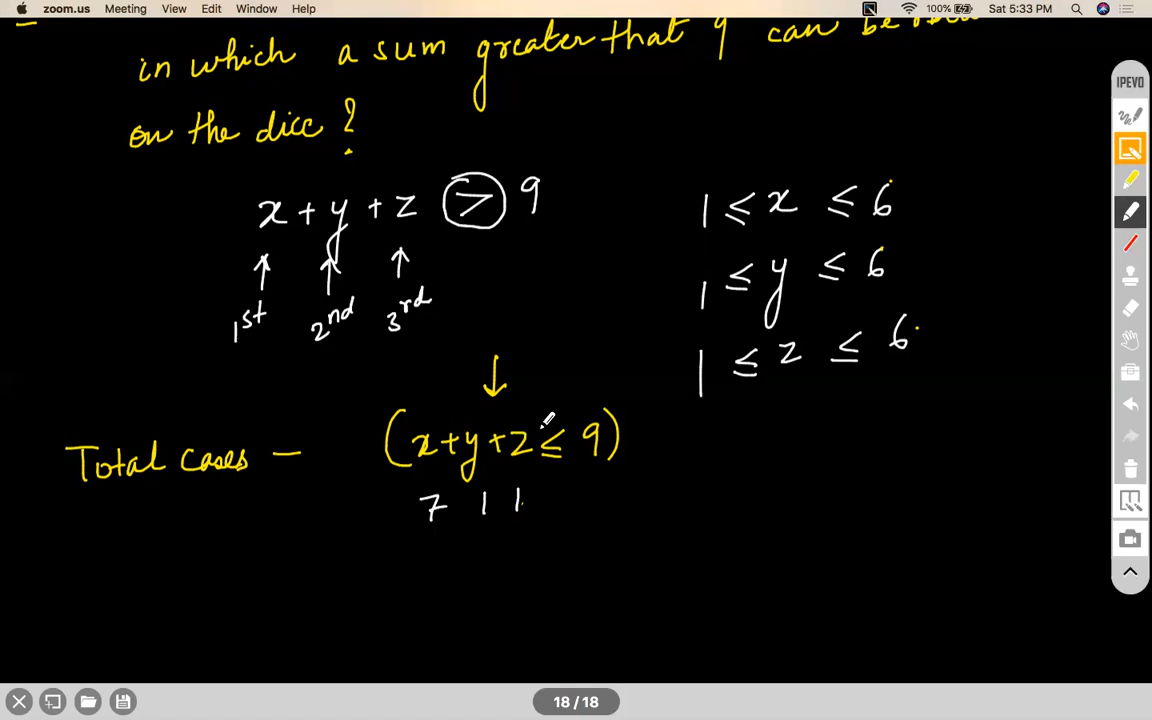 zoom.us Meeting View Edit Window Help 100% Sat 5:33 PM
in which a sum greater that 9 can be
on the dice ?
x + y + z > 9
1 ≤ x ≤ 6
1 ≤ y ≤ 6
1 ≤ z ≤ 6
1st 2nd 3rd
Total cases - (x+y+z ≤ 9)
7 1 1
IPEVO
18 / 18